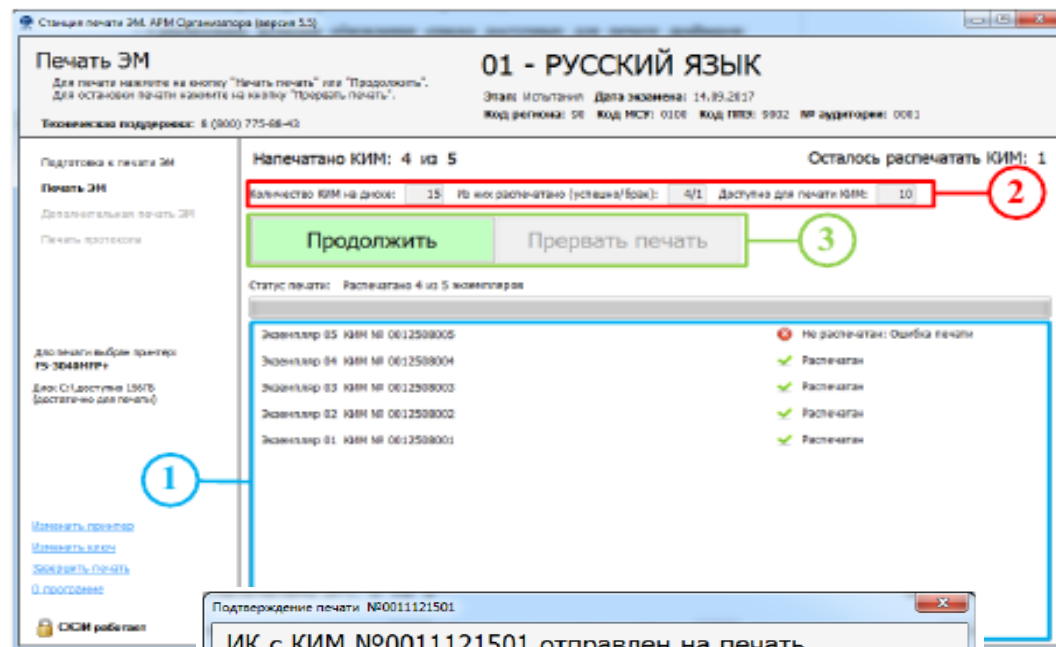 Станция печати ЭМ. АРМ Организатора (версия 5.5)
Печать ЭМ
Для печати нажмите на кнопку "Начать печать" или "Продолжить".
Для остановки печати нажмите на кнопку "Прервать печать".
Техническая поддержка: 8 (800) 775-88-43
01 - РУССКИЙ ЯЗЫК
Этап: Испытания Дата экзамена: 14.09.2017
Код региона: 90 Код МСУ: 0100 Код ППЭ: 9002 № аудитории: 0001
Подготовка к печати ЭМ
Печать ЭМ
Дополнительная печать ЭМ
Печать протокола
Для печати выбран принтер:
FS-3040MFP+
Диск C:\ доступно
(достаточно для печати)
Изменить принтер
Изменить ключ
Завершить печать
О программе
СКЗИ работает
Напечатано КИМ: 4 из 5
Осталось распечатать КИМ: 1
Количество КИМ на диске: 15 Из них распечатано (успешно/брак): 4/1 Доступно для печати КИМ: 10
2
Продолжить
Прервать печать
3
Статус печати: Распечатано 4 из 5 экземпляров
Экземпляр 05 КИМ № 0012508005 Не распечатан: Ошибка печати
Экземпляр 04 КИМ № 0012508004 Распечатан
Экземпляр 03 КИМ № 0012508003 Распечатан
Экземпляр 02 КИМ № 0012508002 Распечатан
Экземпляр 01 КИМ № 0012508001 Распечатан
1
Подтверждение печати №0011121501
ИК с КИМ №0011121501 отправлен на печать